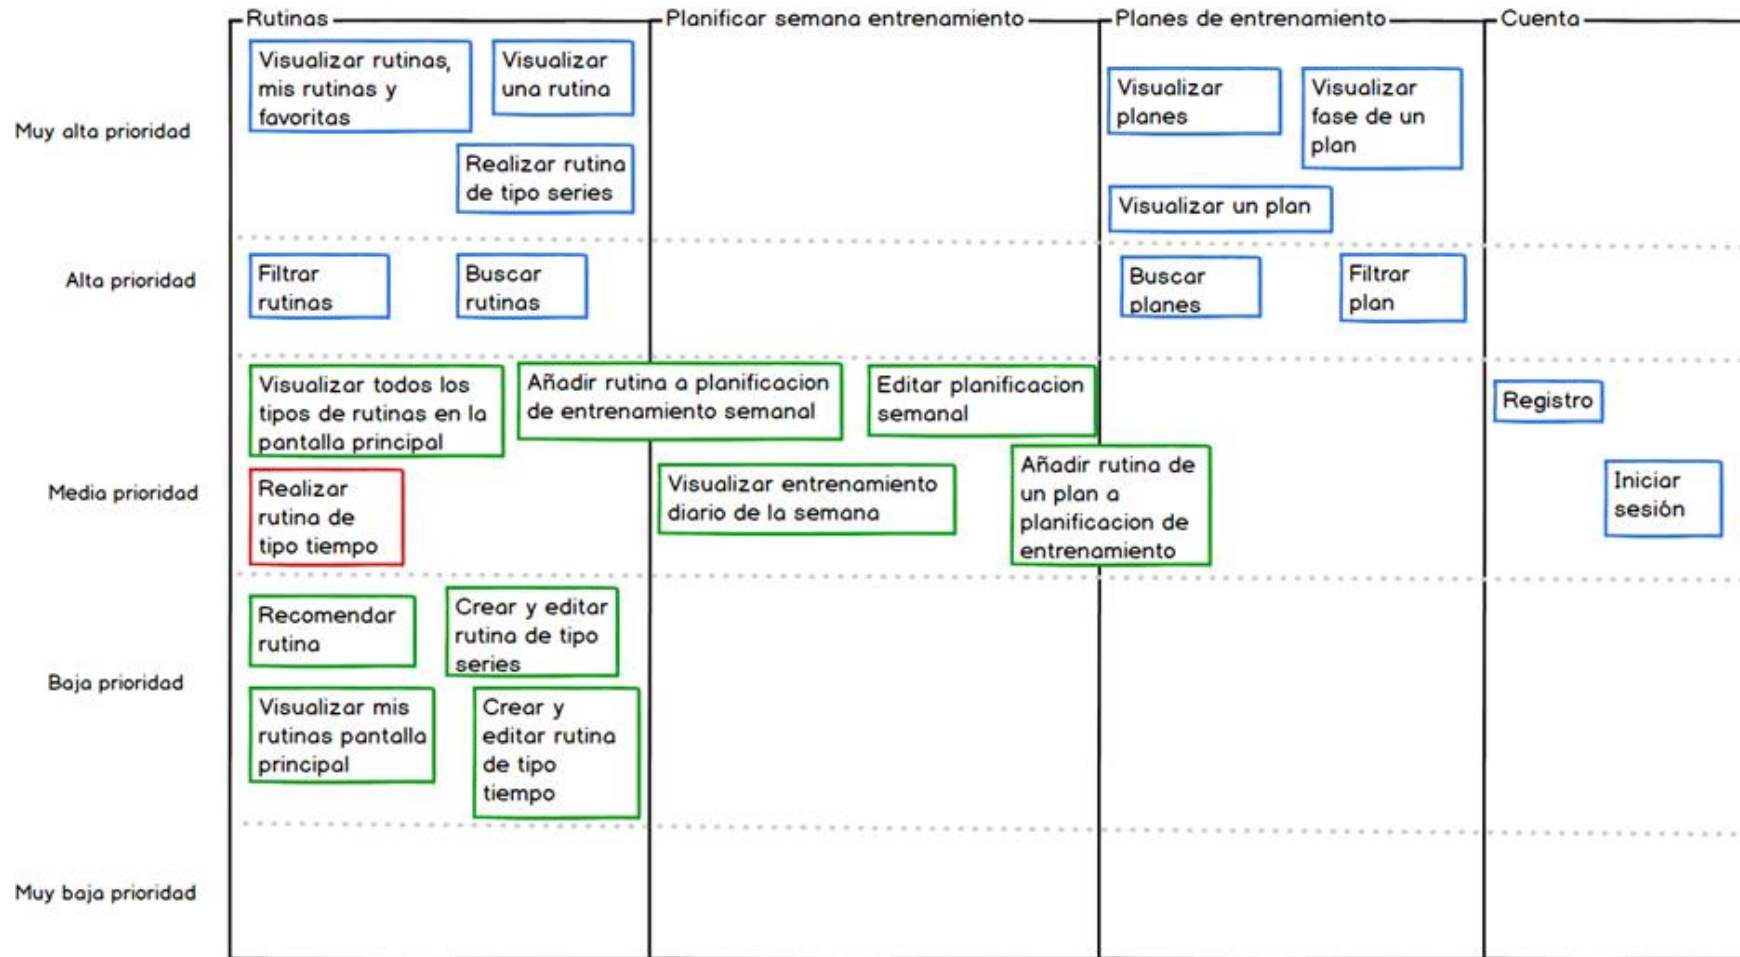 Rutinas
Planificar semana entrenamiento
Planes de entrenamiento
Cuenta
Muy alta prioridad
Visualizar rutinas,
mis rutinas y
favoritas
Visualizar
una rutina
Realizar rutina
de tipo series
Visualizar
planes
Visualizar
fase de un
plan
Visualizar un plan
Alta prioridad
Filtrar
rutinas
Buscar
rutinas
Buscar
planes
Filtrar
plan
Media prioridad
Visualizar todos los
tipos de rutinas en la
pantalla principal
Añadir rutina a planificacion
de entrenamiento semanal
Editar planificacion
semanal
Registro
Realizar
rutina de
tipo tiempo
Visualizar entrenamiento
diario de la semana
Añadir rutina de
un plan a
planificacion de
entrenamiento
Iniciar
sesión
Baja prioridad
Recomendar
rutina
Crear y editar
rutina de tipo
series
Visualizar mis
rutinas pantalla
principal
Crear y
editar rutina
de tipo
tiempo
Muy baja prioridad